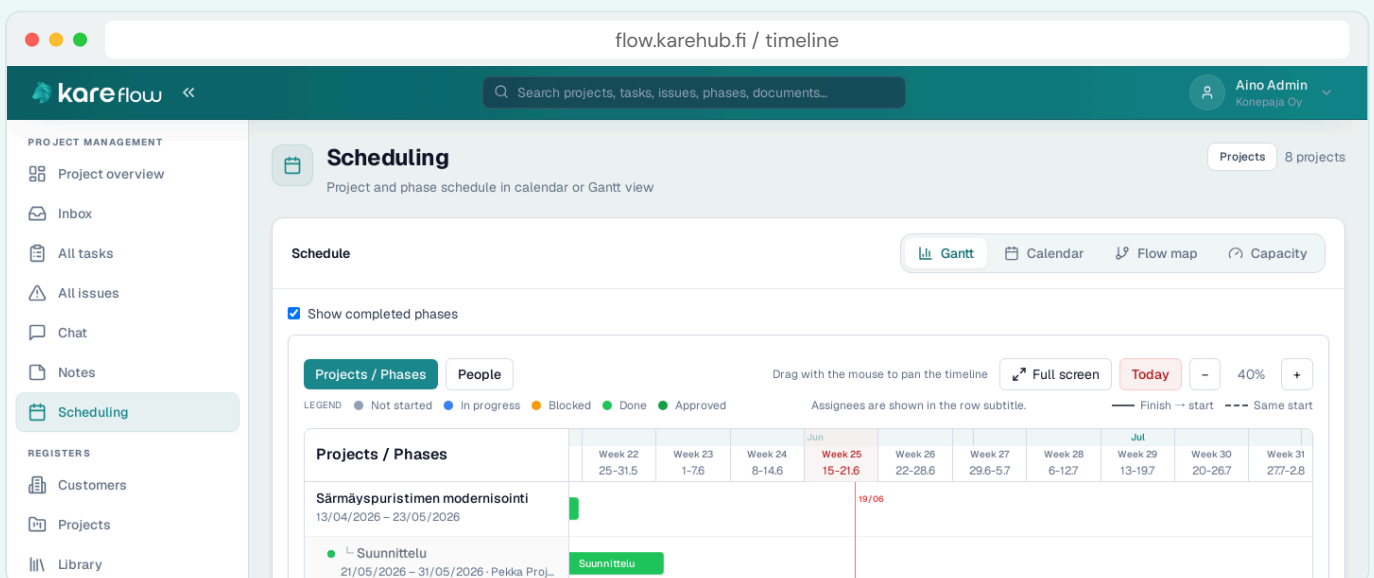 flow.karehub.fi / timeline
kareflow
Search projects, tasks, issues, phases, documents...
Aino Admin
Konepaja Oy
PROJECT MANAGEMENT
Project overview
Inbox
All tasks
All issues
Chat
Notes
Scheduling
REGISTERS
Customers
Projects
Library
Scheduling
Project and phase schedule in calendar or Gantt view
Projects 8 projects
Schedule
Gantt Calendar Flow map Capacity
Show completed phases
Projects / Phases People
Drag with the mouse to pan the timeline Full screen Today − 40% +
LEGEND Not started In progress Blocked Done Approved
Assignees are shown in the row subtitle. Finish → start Same start
Projects / Phases
Jun Jul
Week 22 Week 23 Week 24 Week 25 Week 26 Week 27 Week 28 Week 29 Week 30 Week 31
25-31.5 1-7.6 8-14.6 15-21.6 22-28.6 29.6-5.7 6-12.7 13-19.7 20-26.7 27.7-2.8
Särmäyspuristimen modernisointi
13/04/2026 – 23/05/2026
19/06
Suunnittelu
21/05/2026 – 31/05/2026 · Pekka Proj...
Suunnittelu